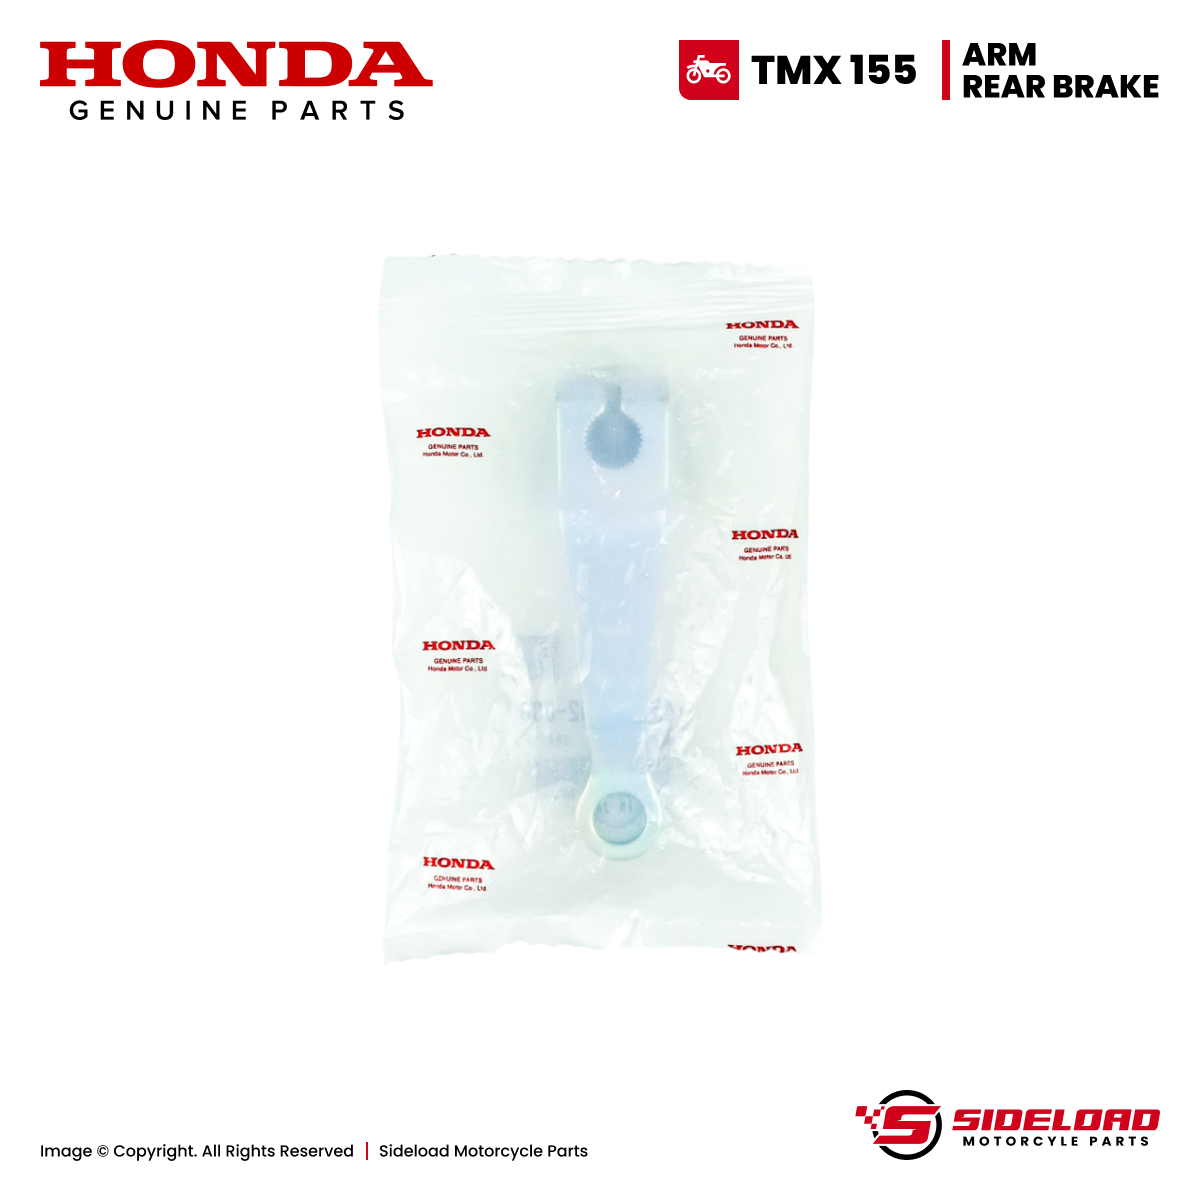 HONDA
GENUINE PARTS
TMX 155
ARM
REAR BRAKE
HONDA
GENUINE PARTS
Honda Motor Co., Ltd.
HONDA
GENUINE PARTS
Honda Motor Co., Ltd.
HONDA
GENUINE PARTS
Honda Motor Co., Ltd.
HONDA
GENUINE PARTS
Honda Motor Co., Ltd.
HONDA
GENUINE PARTS
Honda Motor Co., Ltd.
HONDA
GENUINE PARTS
Honda Motor Co., Ltd.
HONDA
SIDELOAD
MOTORCYLE PARTS
Image © Copyright. All Rights Reserved | Sideload Motorcycle Parts